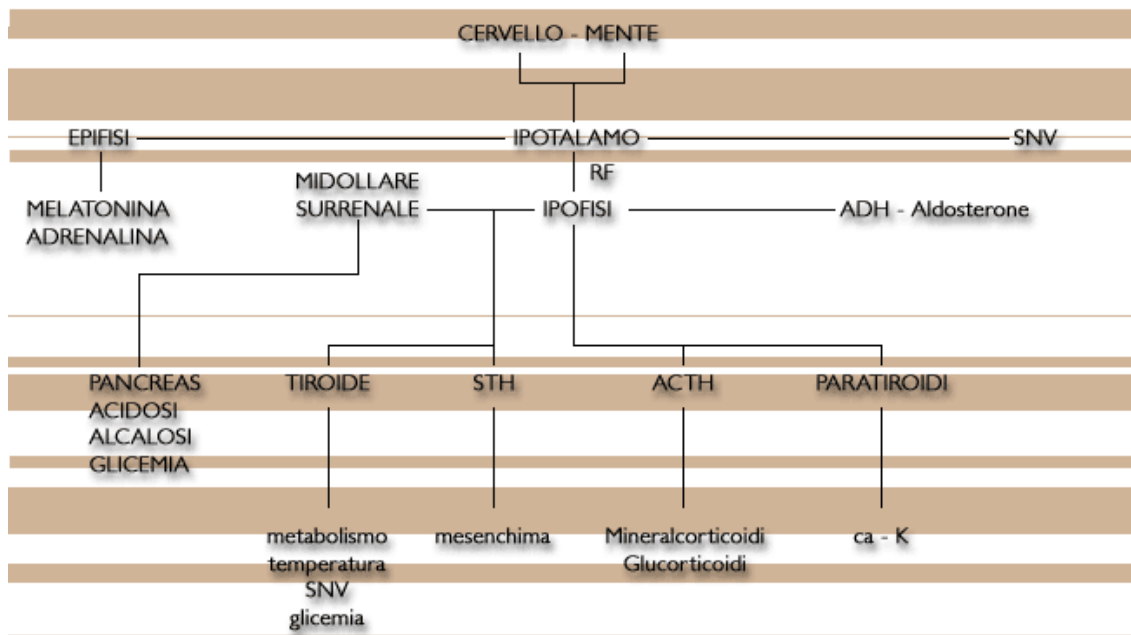 CERVELLO - MENTE
EPIFISI IPOTALAMO SNV
RF
MIDOLLARE
SURRENALE IPOFISI ADH - Aldosterone
MELATONINA
ADRENALINA
PANCREAS
ACIDOSI
ALCALOSI
GLICEMIA
TIROIDE
STH
ACTH
PARATIROIDI
metabolismo
temperatura
SNV
glicemia
mesenchima
Mineralcorticoidi
Glucorticoidi
ca - K